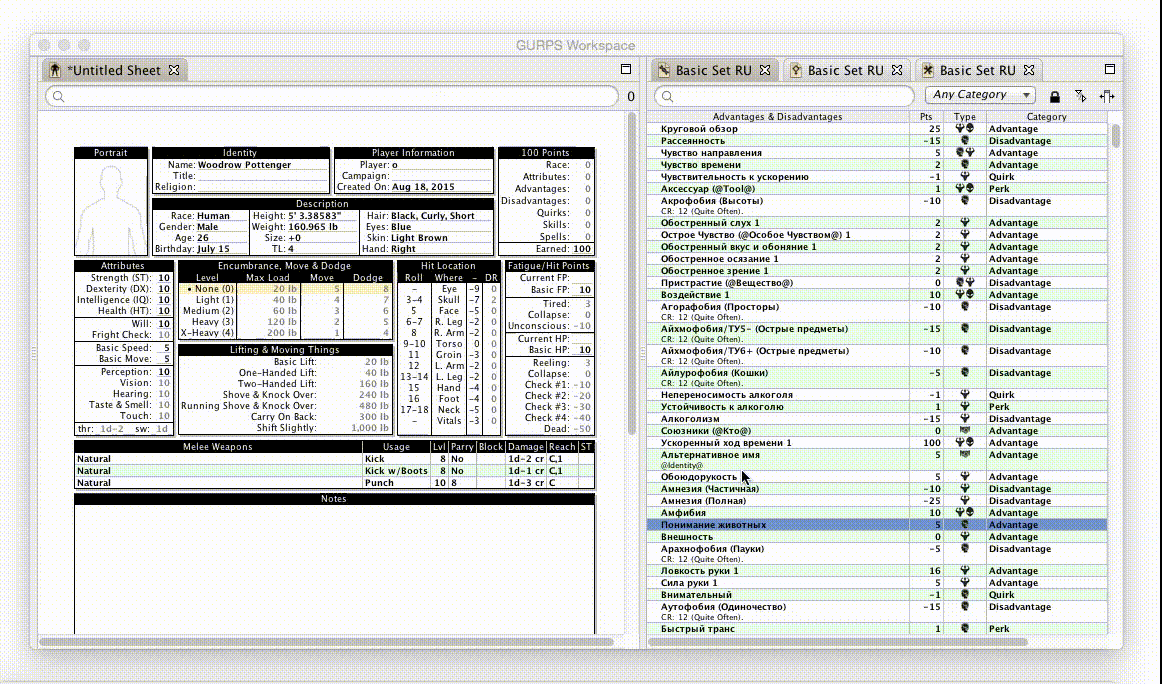 GURPS Workspace
*Untitled Sheet
0
Portrait
Identity
Name: Woodrow Pottenger
Title:
Religion:
Player Information
Player: o
Campaign:
Created On: Aug 18, 2015
100 Points
Race: 0
Attributes: 0
Advantages: 0
Disadvantages: 0
Quirks: 0
Skills: 0
Spells: 0
Earned: 100
Description
Race: Human
Gender: Male
Age: 26
Birthday: July 15
Height: 5' 3.38583"
Weight: 160.965 lb
Size: +0
TL: 4
Hair: Black, Curly, Short
Eyes: Blue
Skin: Light Brown
Hand: Right
Attributes
Strength (ST): 10
Dexterity (DX): 10
Intelligence (IQ): 10
Health (HT): 10
Will: 10
Fright Check: 10
Basic Speed: 5
Basic Move: 5
Perception: 10
Vision: 10
Hearing: 10
Taste & Smell: 10
Touch: 10
thr: 1d-2 sw: 1d
Encumbrance, Move & Dodge
Level Max Load Move Dodge
• None (0) 20 lb 5 8
Light (1) 40 lb 4 7
Medium (2) 60 lb 3 6
Heavy (3) 120 lb 2 5
X-Heavy (4) 200 lb 1 4
Lifting & Moving Things
Basic Lift: 20 lb
One-Handed Lift: 40 lb
Two-Handed Lift: 160 lb
Shove & Knock Over: 240 lb
Running Shove & Knock Over: 480 lb
Carry On Back: 300 lb
Shift Slightly: 1,000 lb
Hit Location
Roll Where - DR
- Eye -9 0
3-4 Skull -7 2
5 Face -5 0
6-7 R. Leg -2 0
8 R. Arm -2 0
9-10 Torso 0 0
11 Groin -3 0
12 L. Arm -2 0
13-14 L. Leg -2 0
15 Hand -4 0
16 Foot -4 0
17-18 Neck -5 0
- Vitals -3 0
Fatigue/Hit Points
Current FP:
Basic FP: 10
Tired: 3
Collapse: 0
Unconscious: -10
Current HP:
Basic HP: 10
Reeling: 3
Collapse: 0
Check #1: -10
Check #2: -20
Check #3: -30
Check #4: -40
Dead: -50
Melee Weapons Usage Lvl Parry Block Damage Reach ST
Natural Kick 8 No 1d-2 cr C,1
Natural Kick w/Boots 8 No 1d-1 cr C,1
Natural Punch 10 8 1d-3 cr C
Notes
Basic Set RU
Basic Set RU
Basic Set RU
Any Category
Advantages & Disadvantages Pts Type Category
Круговой обзор 25 Advantage
Рассеянность -15 Disadvantage
Чувство направления 5 Advantage
Чувство времени 2 Advantage
Чувствительность к ускорению -1 Quirk
Аксессуар (@Tool@) 1 Perk
Акрофобия (Высоты) -10 Disadvantage
CR: 12 (Quite Often).
Обостренный слух 1 2 Advantage
Острое Чувство (@Особое Чувством@) 1 2 Advantage
Обостренный вкус и обоняние 1 2 Advantage
Обостренное осязание 1 2 Advantage
Обостренное зрение 1 2 Advantage
Пристрастие (@Вещество@) 0 Disadvantage
Воздействие 1 10 Advantage
Агорафобия (Просторы) -10 Disadvantage
CR: 12 (Quite Often).
Айхмофобия/ТУ5- (Острые предметы) -15 Disadvantage
CR: 12 (Quite Often).
Айхмофобия/ТУ6+ (Острые предметы) -10 Disadvantage
CR: 12 (Quite Often).
Айлурофобия (Кошки) -5 Disadvantage
CR: 12 (Quite Often).
Непереносимость алкоголя -1 Quirk
Устойчивость к алкоголю 1 Perk
Алкоголизм -15 Disadvantage
Союзники (@Кто@) 0 Advantage
Ускоренный ход времени 1 100 Advantage
Альтернативное имя 5 Advantage
@Identity@
Обоюдорукость 5 Advantage
Амнезия (Частичная) -10 Disadvantage
Амнезия (Полная) -25 Disadvantage
Амфибия 10 Advantage
Понимание животных 5 Advantage
Внешность 0 Advantage
Арахнофобия (Пауки) -5 Disadvantage
CR: 12 (Quite Often).
Ловкость руки 1 16 Advantage
Сила руки 1 5 Advantage
Внимательный -1 Quirk
Аутофобия (Одиночество) -15 Disadvantage
CR: 12 (Quite Often).
Быстрый транс 1 Perk